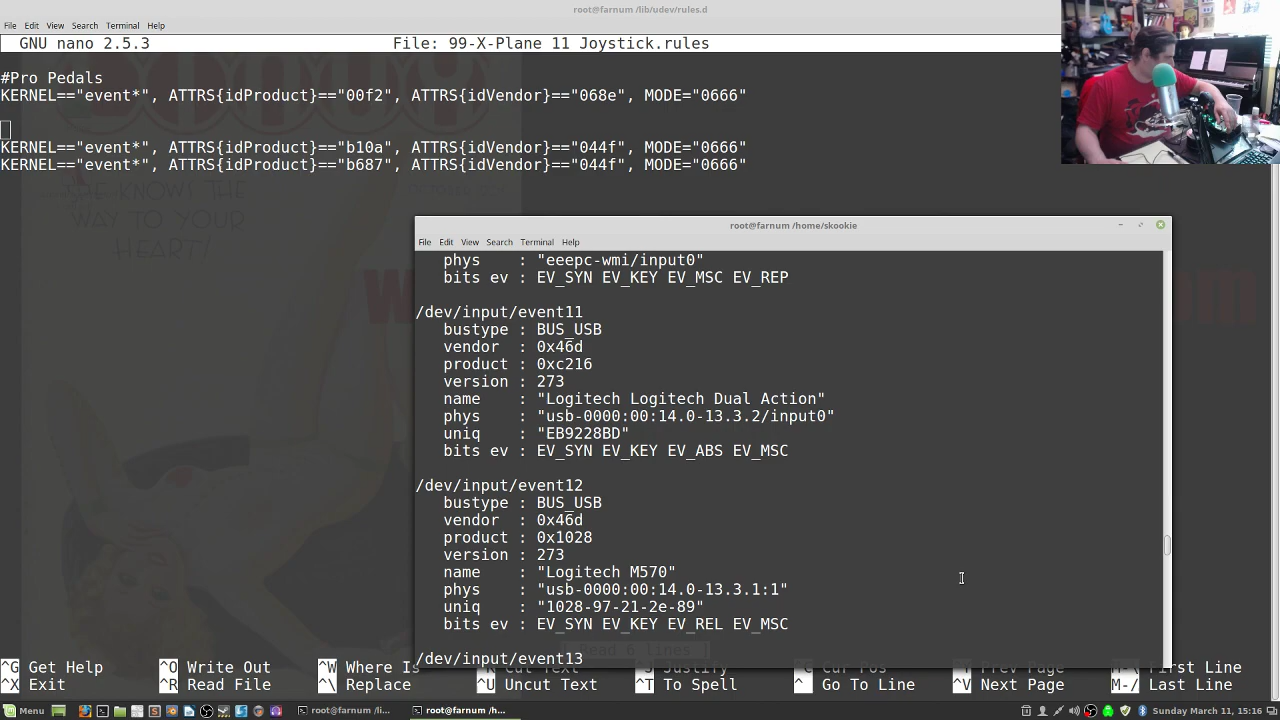 root@farnum /lib/udev/rules.d
File Edit View Search Terminal Help
GNU nano 2.5.3 File: 99-X-Plane 11 Joystick.rules
#Pro Pedals
KERNEL=="event*", ATTRS{idProduct}=="00f2", ATTRS{idVendor}=="068e", MODE="0666"
KERNEL=="event*", ATTRS{idProduct}=="b10a", ATTRS{idVendor}=="044f", MODE="0666"
KERNEL=="event*", ATTRS{idProduct}=="b687", ATTRS{idVendor}=="044f", MODE="0666"
SHE KNOWS THE
WAY TO YOUR
HEART/
root@farnum /home/skookie
File Edit View Search Terminal Help
phys : "eeepc-wmi/input0"
bits ev : EV_SYN EV_KEY EV_MSC EV_REP
/dev/input/event11
bustype : BUS_USB
vendor : 0x46d
product : 0xc216
version : 273
name : "Logitech Logitech Dual Action"
phys : "usb-0000:00:14.0-13.3.2/input0"
uniq : "EB9228BD"
bits ev : EV_SYN EV_KEY EV_ABS EV_MSC
/dev/input/event12
bustype : BUS_USB
vendor : 0x46d
product : 0x1028
version : 273
name : "Logitech M570"
phys : "usb-0000:00:14.0-13.3.1:1"
uniq : "1028-97-21-2e-89"
bits ev : EV_SYN EV_KEY EV_REL EV_MSC
/dev/input/event13
^G Get Help ^O Write Out ^W Where Is Cut Text Justify Cur Pos Prev Page M-\ First Line
^X Exit ^R Read File ^\ Replace ^U Uncut Text ^T To Spell ^_ Go To Line ^V Next Page M-/ Last Line
Menu root@farnum /li... root@farnum /h... Sunday March 11, 15:16